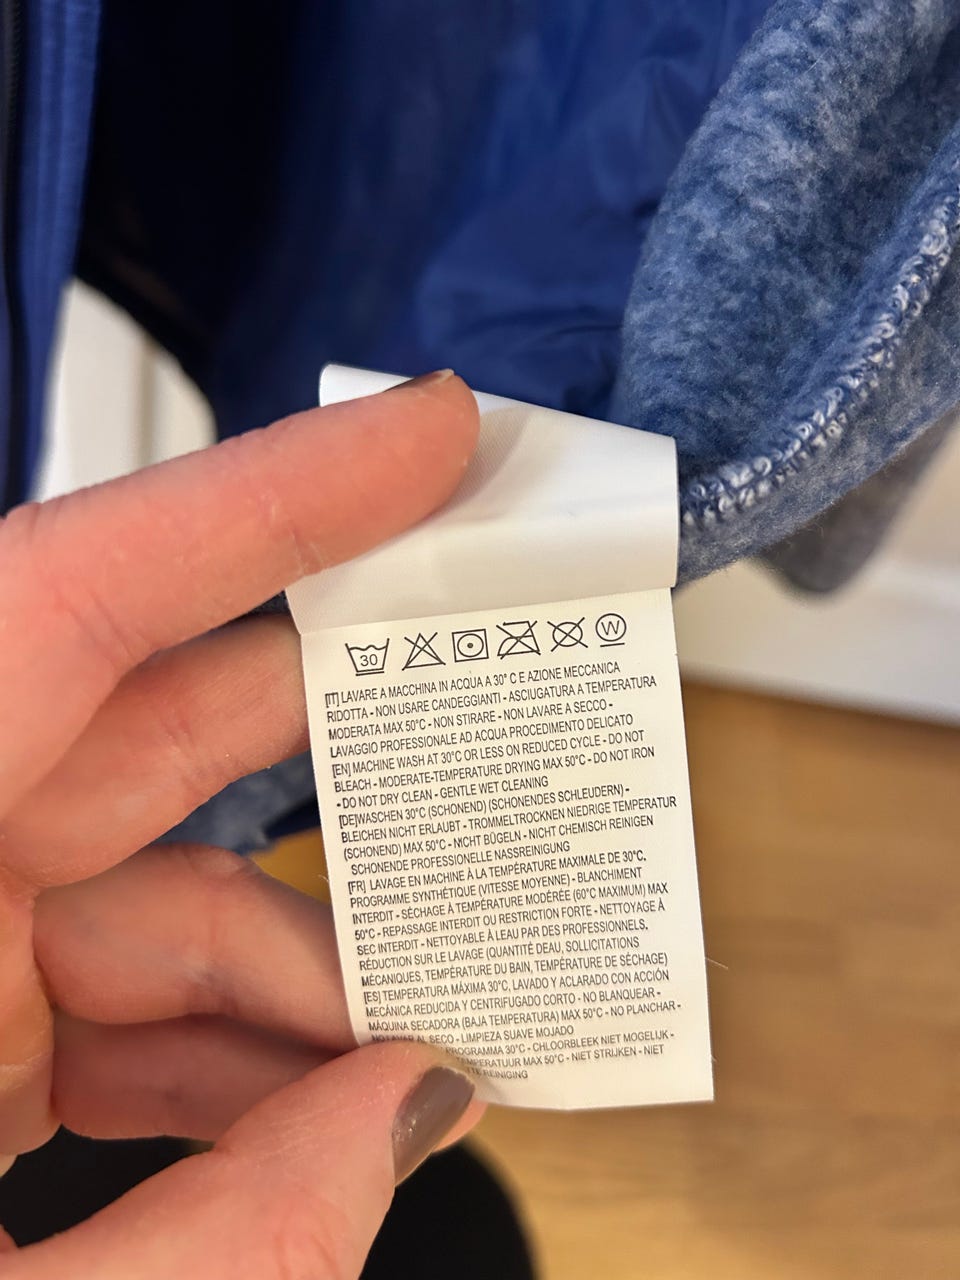 30 W
[IT] LAVARE A MACCHINA IN ACQUA A 30° C E AZIONE MECCANICA
RIDOTTA - NON USARE CANDEGGIANTI - ASCIUGATURA A TEMPERATURA
MODERATA MAX 50°C - NON STIRARE - NON LAVARE A SECCO -
LAVAGGIO PROFESSIONALE AD ACQUA PROCEDIMENTO DELICATO
[EN] MACHINE WASH AT 30°C OR LESS ON REDUCED CYCLE - DO NOT
BLEACH - MODERATE-TEMPERATURE DRYING MAX 50°C - DO NOT IRON
- DO NOT DRY CLEAN - GENTLE WET CLEANING
[DE]WASCHEN 30°C (SCHONEND) (SCHONENDES SCHLEUDERN) -
BLEICHEN NICHT ERLAUBT - TROMMELTROCKNEN NIEDRIGE TEMPERATUR
(SCHONEND) MAX 50°C - NICHT BÜGELN - NICHT CHEMISCH REINIGEN
SCHONENDE PROFESSIONELLE NASSREINIGUNG
[FR] LAVAGE EN MACHINE À LA TEMPÉRATURE MAXIMALE DE 30°C.
PROGRAMME SYNTHÉTIQUE (VITESSE MOYENNE) - BLANCHIMENT
INTERDIT - SÉCHAGE À TEMPÉRATURE MODÉRÉE (60°C MAXIMUM) MAX
50°C - REPASSAGE INTERDIT OU RESTRICTION FORTE - NETTOYAGE À
SEC INTERDIT - NETTOYABLE À LEAU PAR DES PROFESSIONNELS.
RÉDUCTION SUR LE LAVAGE (QUANTITÉ DEAU, SOLLICITATIONS
MÉCANIQUES, TEMPÉRATURE DU BAIN, TEMPÉRATURE DE SÉCHAGE)
[ES] TEMPERATURA MÁXIMA 30°C, LAVADO Y ACLARADO CON ACCIÓN
MECÁNICA REDUCIDA Y CENTRIFUGADO CORTO - NO BLANQUEAR -
MÁQUINA SECADORA (BAJA TEMPERATURA) MAX 50°C - NO PLANCHAR -
NO LAVAR AL SECO - LIMPIEZA SUAVE MOJADO
PROGRAMMA 30°C - CHLOORBLEEK NIET MOGELIJK -
MAX 50°C - NIET STRIJKEN - NIET